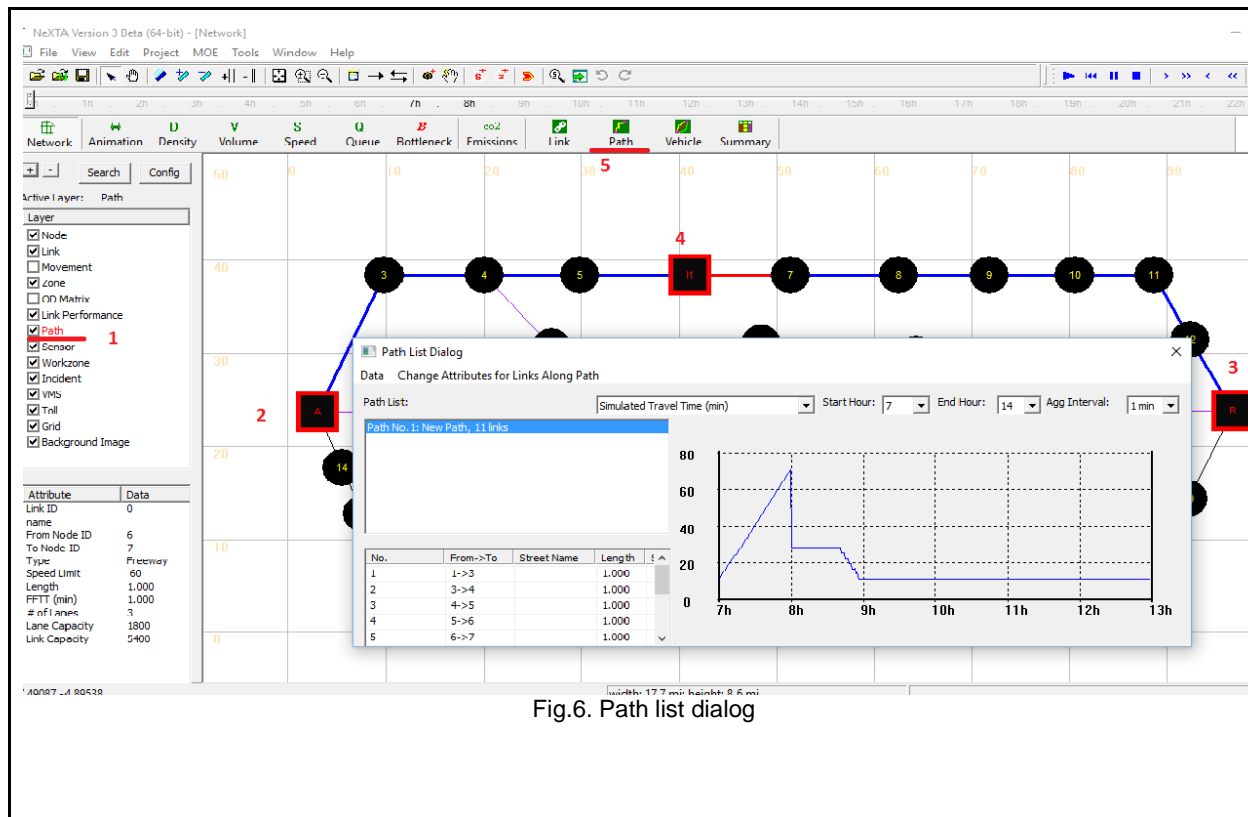 NeXTA Version 3 Beta (64-bit) - [Network]
File View Edit Project MOE Tools Window Help
1h 2h 3h 4h 5h 6h 7h 8h 9h 10h 11h 12h 13h 14h 15h 16h 17h 18h 19h 20h 21h 22h
Network Animation Density Volume Speed Queue Bottleneck Emissions Link Path Vehicle Summary
5
+ - Search Config
Active Layer: Path
Layer
Node
Link
Movement
Zone
OD Matrix
Link Performance
Path
1
Sensor
Workzone
Incident
VMS
Toll
Grid
Background Image
Attribute Data
Link ID 0
name
From Node ID 6
To Node ID 7
Type Freeway
Speed Limit 60
Length 1.000
FFTT (min) 1.000
# of Lanes 3
Lane Capacity 1800
Link Capacity 5400
50 0 10 20 30 40 50 60 70 80 90
40
30
20
10
0
4
3 4 5 I1 7 8 9 10 11
12
3
2 A B
14
Path List Dialog
Data Change Attributes for Links Along Path
Path List: Simulated Travel Time (min) Start Hour: 7 End Hour: 14 Agg Interval: 1 min
Path No. 1: New Path, 11 links
No. From->To Street Name Length
1 1->3 1.000
2 3->4 1.000
3 4->5 1.000
4 5->6 1.000
5 6->7 1.000
80
60
40
20
0
7h 8h 9h 10h 11h 12h 13h
width: 17.7 mi; height: 8.6 mi
Fig.6. Path list dialog